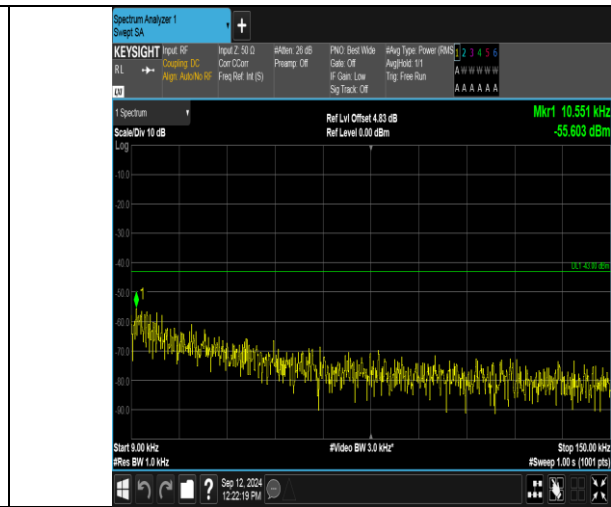 Spectrum Analyzer 1
Swept SA
+
KEYSIGHT Input: RF Input Z: 50 Ω #Atten: 26 dB PNO: Best Wide #Avg Type: Power (RMS 1 2 3 4 5 6
RL Coupling: DC Corr CCorr Preamp: Off Gate: Off Avg|Hold: 1/1 A W W W W W
Align: Auto/No RF Freq Ref: Int (S) IF Gain: Low Trig: Free Run
Sig Track: Off A A A A A A
LXI
1 Spectrum Ref Lvl Offset 4.83 dB Mkr1 10.551 kHz
Scale/Div 10 dB Ref Level 0.00 dBm -55.603 dBm
Log
-10.0
-20.0
-30.0
-40.0
DL1 -43.00 dBm
-50.0
1
-60.0
-70.0
-80.0
-90.0
Start 9.00 kHz #Video BW 3.0 kHz* Stop 150.00 kHz
#Res BW 1.0 kHz #Sweep 1.00 s (1001 pts)
? Sep 12, 2024
12:22:19 PM